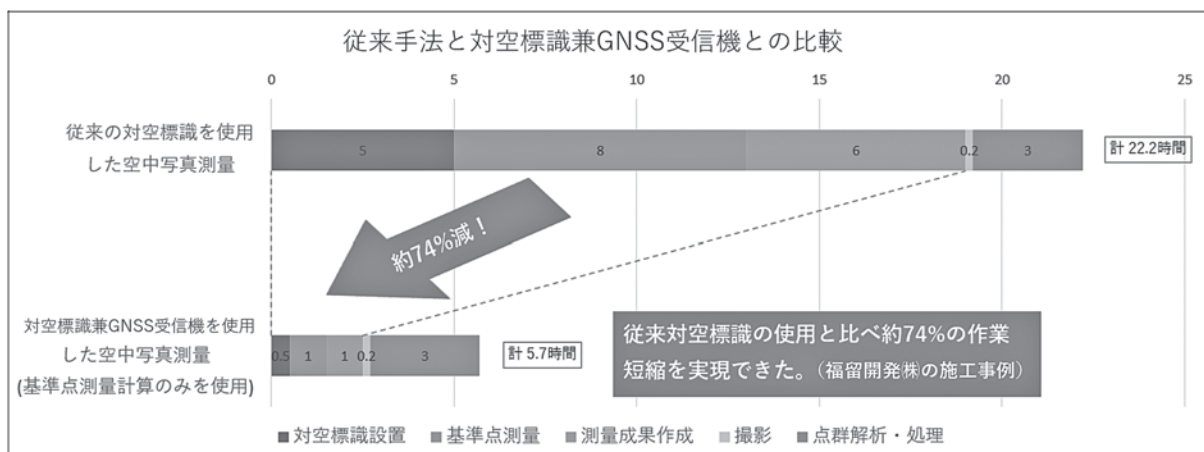 従来手法と対空標識兼GNSS受信機との比較
0 5 10 15 20 25
従来の対空標識を使用
した空中写真測量
5 8 6 0.2 3
計 22.2時間
約74%減！
対空標識兼GNSS受信機を使用
した空中写真測量
(基準点測量計算のみを使用)
0.5 1 1 0.2 3
計 5.7時間
従来対空標識の使用と比べ約74%の作業
短縮を実現できた。（福留開発㈱の施工事例）
■対空標識設置 ■基準点測量 ■測量成果作成 ■撮影 ■点群解析・処理